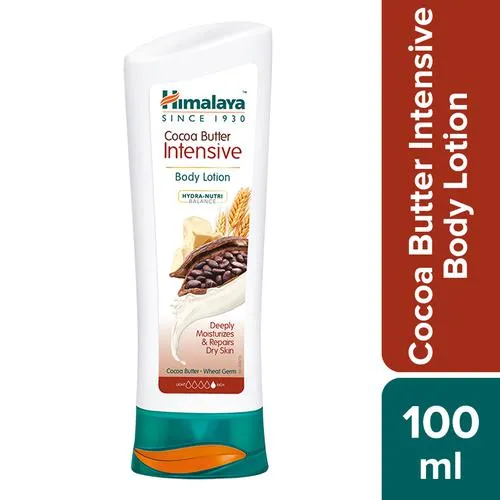 Himalaya™
SINCE 1930
Cocoa Butter
Intensive
Body Lotion
HYDRA-NUTRI
BALANCE
Deeply
Moisturizes
& Repairs
Dry Skin
Cocoa Butter • Wheat Germ
LIGHT
RICH
Cocoa Butter Intensive
Body Lotion
100
ml